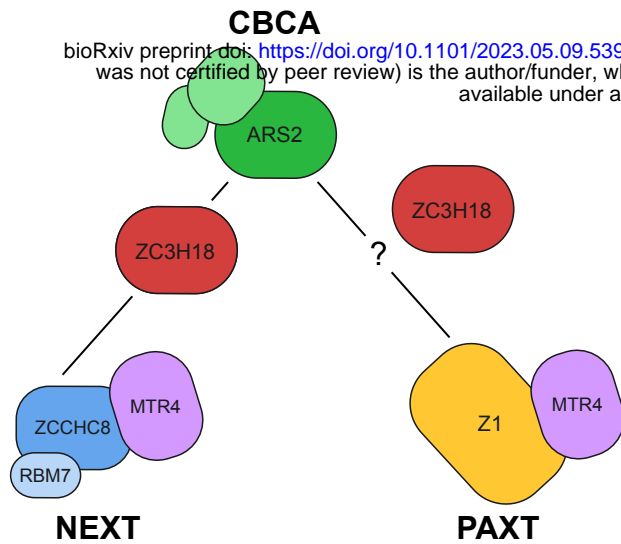 CBCA
bioRxiv preprint doi: https://doi.org/10.1101/2023.05.09.539
was not certified by peer review) is the author/funder, w
available under a
ARS2
ZC3H18
ZC3H18
?
MTR4
ZCCHC8
RBM7
Z1
MTR4
NEXT
PAXT